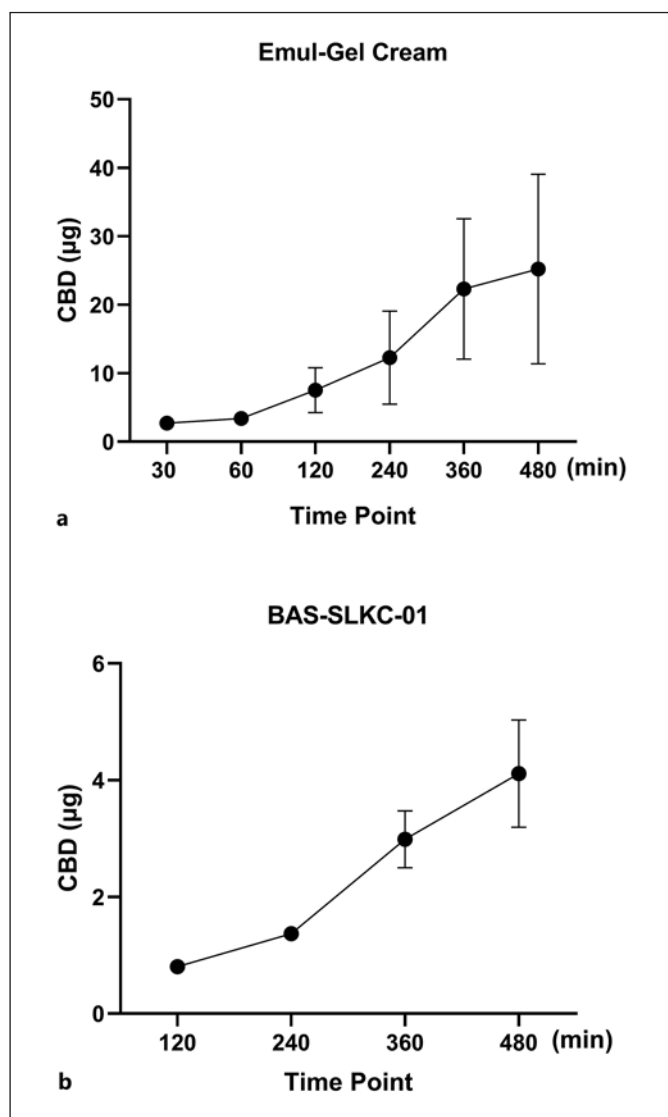 Emul-Gel Cream
50
40
30
20
10
0
CBD (µg)
30 60 120 240 360 480 (min)
Time Point
a
BAS-SLKC-01
6
4
2
0
CBD (µg)
120 240 360 480 (min)
Time Point
b